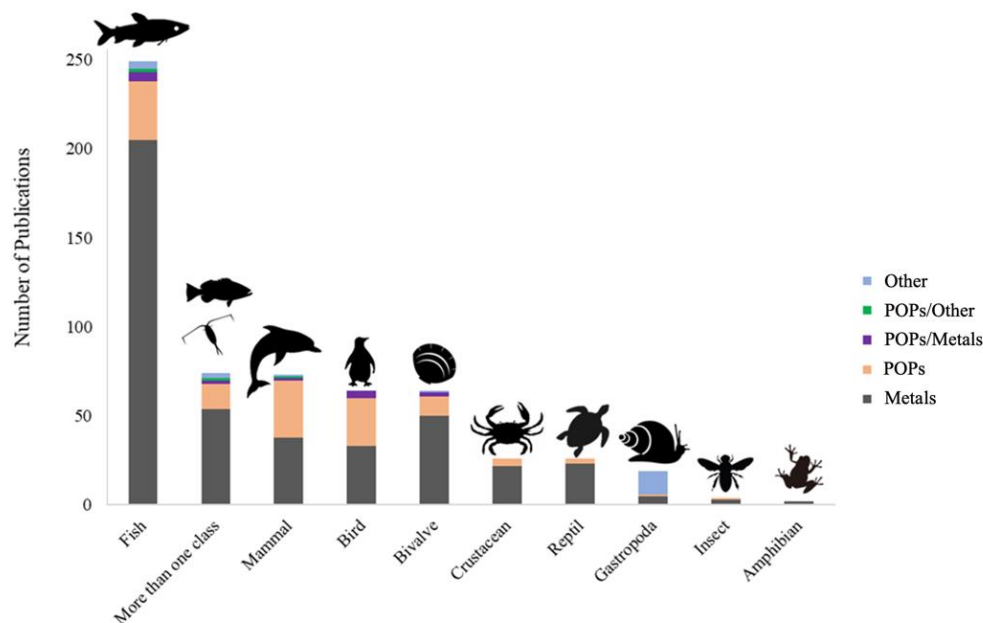 Number of Publications
250
200
150
100
50
0
Fish
More than one class
Mammal
Bird
Bivalve
Crustacean
Reptil
Gastropoda
Insect
Amphibian
Other
POPs/Other
POPs/Metals
POPs
Metals